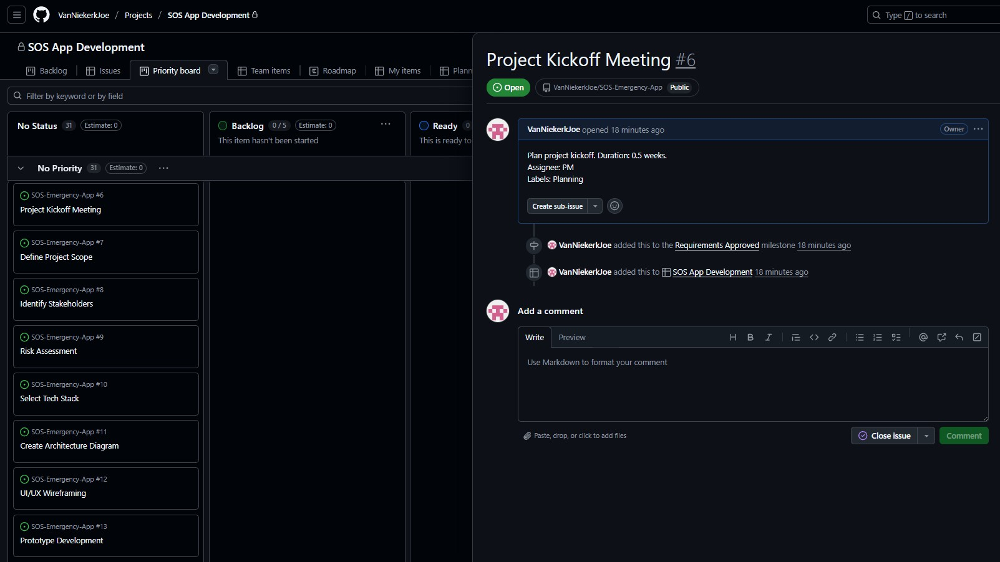 VanNiekerkJoe / Projects / SOS App Development
Type / to search
SOS App Development
Backlog
Issues
Priority board
Team items
Roadmap
My items
Plann
Filter by keyword or by field
No Status 31 Estimate: 0
Backlog 0 / 5 Estimate: 0 ···
This item hasn't been started
Ready 0
This is ready to
No Priority 31 Estimate: 0 ···
SOS-Emergency-App #6
Project Kickoff Meeting
SOS-Emergency-App #7
Define Project Scope
SOS-Emergency-App #8
Identify Stakeholders
SOS-Emergency-App #9
Risk Assessment
SOS-Emergency-App #10
Select Tech Stack
SOS-Emergency-App #11
Create Architecture Diagram
SOS-Emergency-App #12
UI/UX Wireframing
SOS-Emergency-App #13
Prototype Development
Project Kickoff Meeting #6
Open
VanNiekerkJoe/SOS-Emergency-App Public
VanNiekerkJoe opened 18 minutes ago
Owner ···
Plan project kickoff. Duration: 0.5 weeks.
Assignee: PM
Labels: Planning
Create sub-issue
VanNiekerkJoe added this to the Requirements Approved milestone 18 minutes ago
VanNiekerkJoe added this to SOS App Development 18 minutes ago
Add a comment
Write
Preview
H B I
@
Use Markdown to format your comment
Paste, drop, or click to add files
Close issue
Comment